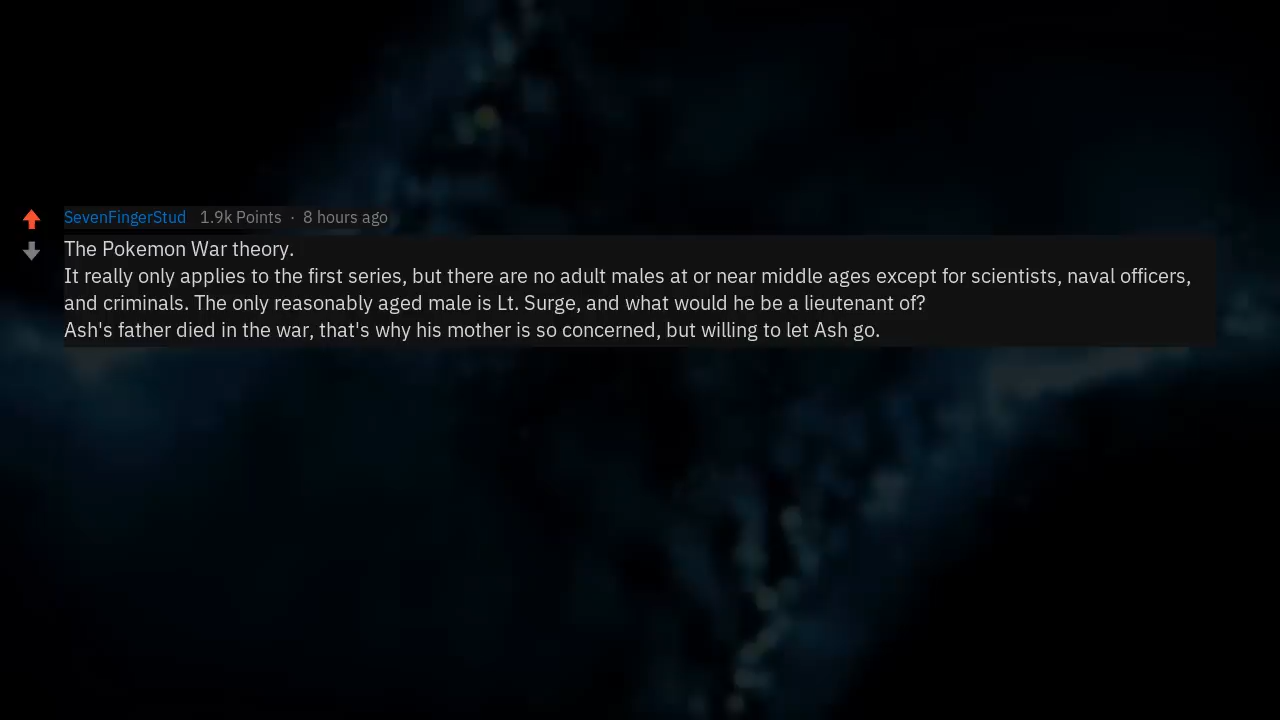 SevenFingerStud 1.9k Points · 8 hours ago
The Pokemon War theory.
It really only applies to the first series, but there are no adult males at or near middle ages except for scientists, naval officers,
and criminals. The only reasonably aged male is Lt. Surge, and what would he be a lieutenant of?
Ash's father died in the war, that's why his mother is so concerned, but willing to let Ash go.